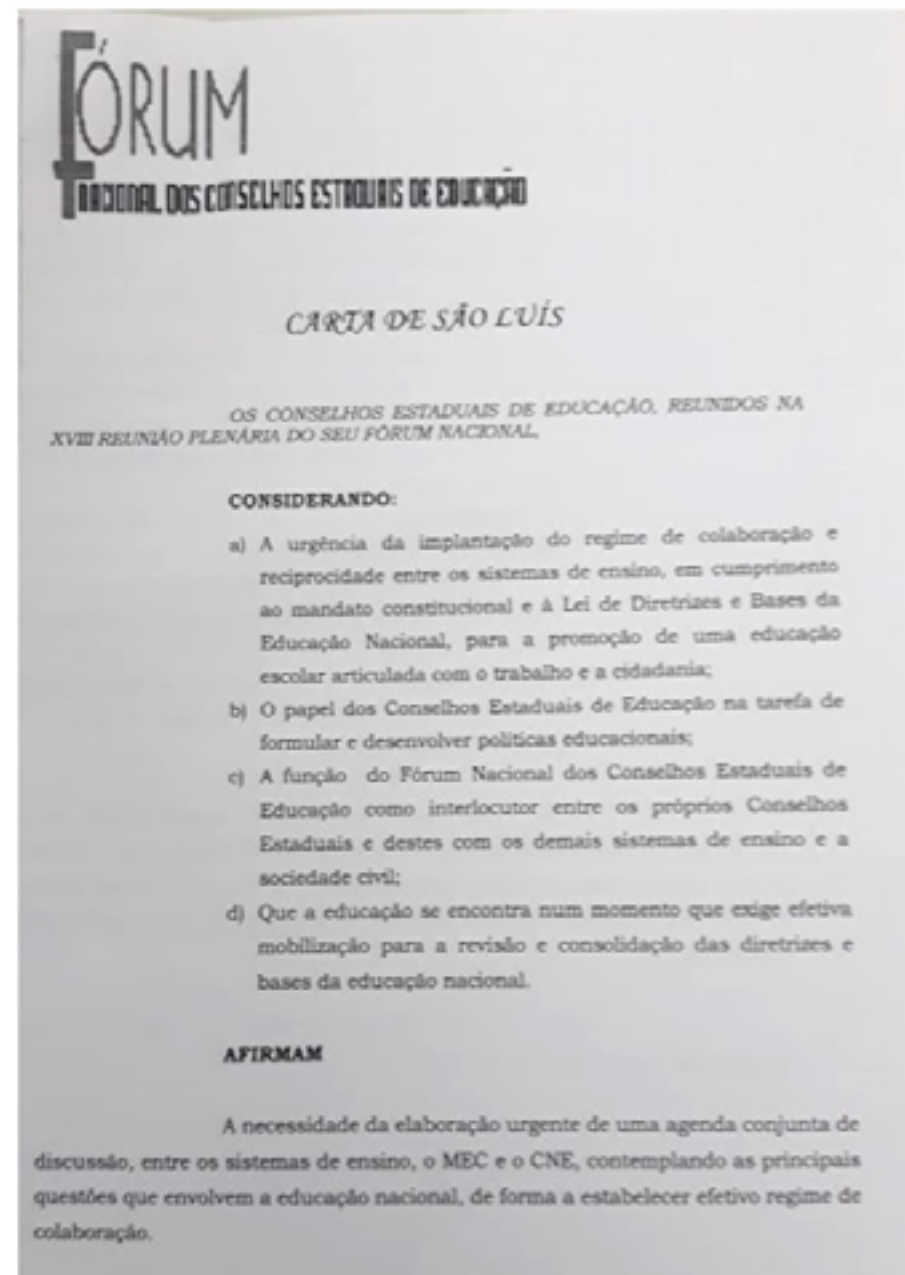 FÓRUM
NACIONAL DOS CONSELHOS ESTADUAIS DE EDUCAÇÃO
CARTA DE SÃO LUÍS
OS CONSELHOS ESTADUAIS DE EDUCAÇÃO, REUNIDOS NA
XVIII REUNIÃO PLENÁRIA DO SEU FÓRUM NACIONAL,
CONSIDERANDO:
a) A urgência da implantação do regime de colaboração e
reciprocidade entre os sistemas de ensino, em cumprimento
ao mandato constitucional e à Lei de Diretrizes e Bases da
Educação Nacional, para a promoção de uma educação
escolar articulada com o trabalho e a cidadania;
b) O papel dos Conselhos Estaduais de Educação na tarefa de
formular e desenvolver políticas educacionais;
c) A função do Fórum Nacional dos Conselhos Estaduais de
Educação como interlocutor entre os próprios Conselhos
Estaduais e destes com os demais sistemas de ensino e a
sociedade civil;
d) Que a educação se encontra num momento que exige efetiva
mobilização para a revisão e consolidação das diretrizes e
bases da educação nacional.
AFIRMAM
A necessidade da elaboração urgente de uma agenda conjunta de
discussão, entre os sistemas de ensino, o MEC e o CNE, contemplando as principais
questões que envolvem a educação nacional, de forma a estabelecer efetivo regime de
colaboração.